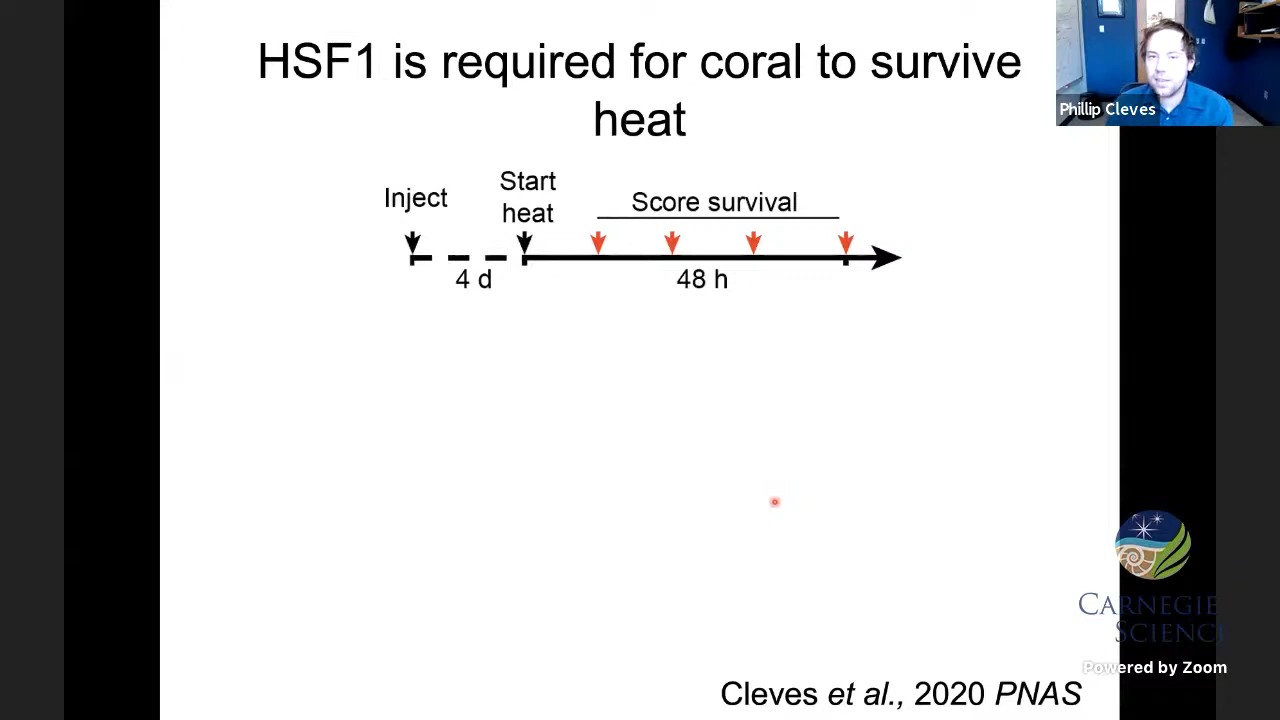 HSF1 is required for coral to survive
heat
Phillip Cleves
Inject
Start
heat
Score survival
4 d
48 h
CARNEGIE
SCIENC
Powered by Zoom
Cleves et al., 2020 PNAS